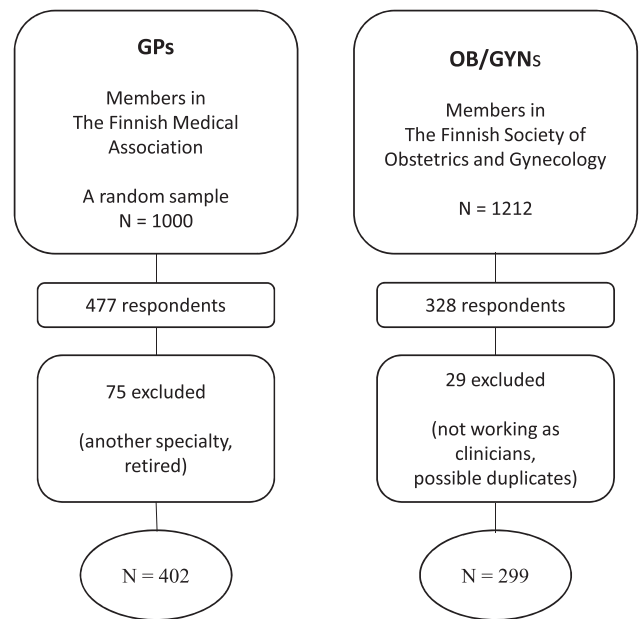 GPs
Members in
The Finnish Medical
Association
A random sample
N = 1000
477 respondents
75 excluded
(another specialty,
retired)
N = 402
OB/GYNs
Members in
The Finnish Society of
Obstetrics and Gynecology
N = 1212
328 respondents
29 excluded
(not working as
clinicians,
possible duplicates)
N = 299